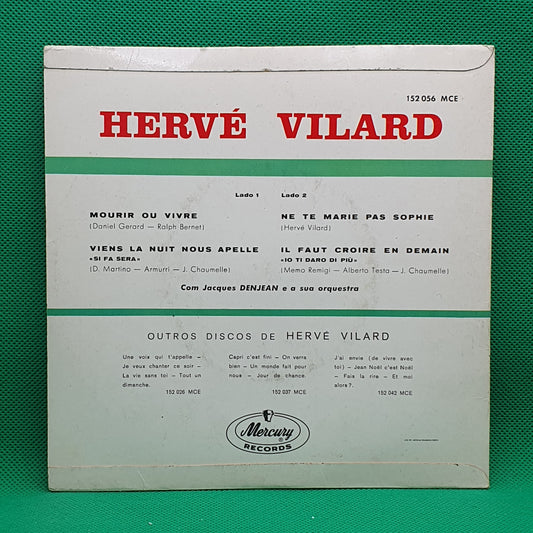 152 056 MCE
HERVÉ VILARD
Lado 1 Lado 2
MOURIR OU VIVRE
(Daniel Gerard — Ralph Bernet)
VIENS LA NUIT NOUS APELLE
«SI FA SERA»
(D. Martino — Armurri — J. Chaumelle)
NE TE MARIE PAS SOPHIE
(Hervé Vilard)
IL FAUT CROIRE EN DEMAIN
«IO TI DARO DI PIÙ»
(Memo Remigi — Alberto Testa — J. Chaumelle)
Com Jacques DENJEAN e a sua orquestra
OUTROS DISCOS DE HERVÉ VILARD
Une voix qui t'appelle —
Je veux chanter ce soir —
La vie sans toi — Tout un
dimanche.
152 026 MCE
Capri c'est fini — On verra
bien — Un monde fait pour
nous — Jour de chance.
152 037 MCE
J'ai envie (de vivre avec
toi) — Jean Noël c'est Noël
— Fais la rire — Et moi
alors?.
152 042 MCE
Mercury
RECORDS